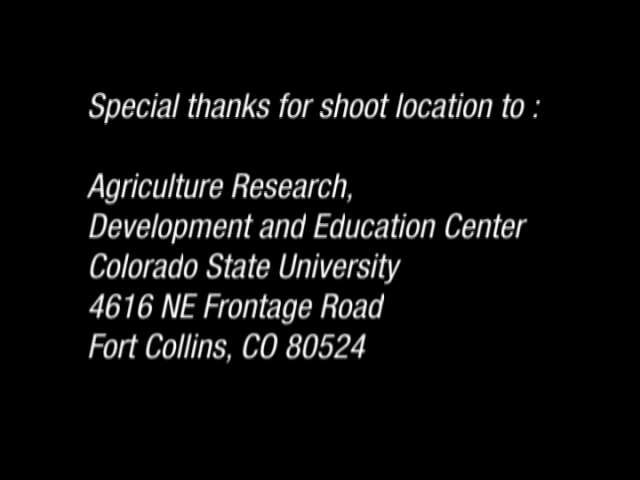 Special thanks for shoot location to :
Agriculture Research,
Development and Education Center
Colorado State University
4616 NE Frontage Road
Fort Collins, CO 80524